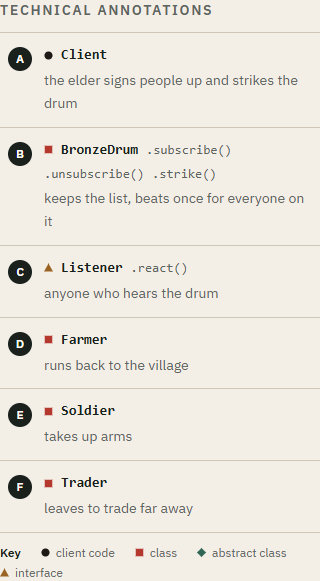 TECHNICAL ANNOTATIONS
A Client
the elder signs people up and strikes the
drum
B BronzeDrum .subscribe()
.unsubscribe() .strike()
keeps the list, beats once for everyone on
it
C Listener .react()
anyone who hears the drum
D Farmer
runs back to the village
E Soldier
takes up arms
F Trader
leaves to trade far away
Key client code class abstract class
interface